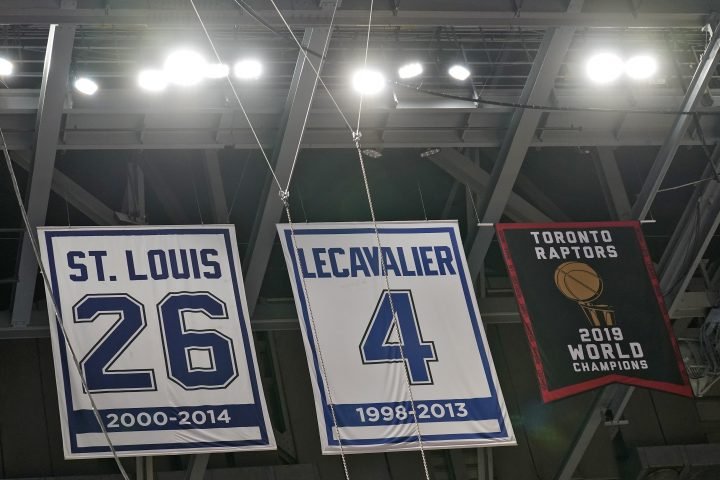 ST. LOUIS
26
2000-2014
LECAVALIER
4
1998-2013
TORONTO
RAPTORS
2019
WORLD
CHAMPIONS